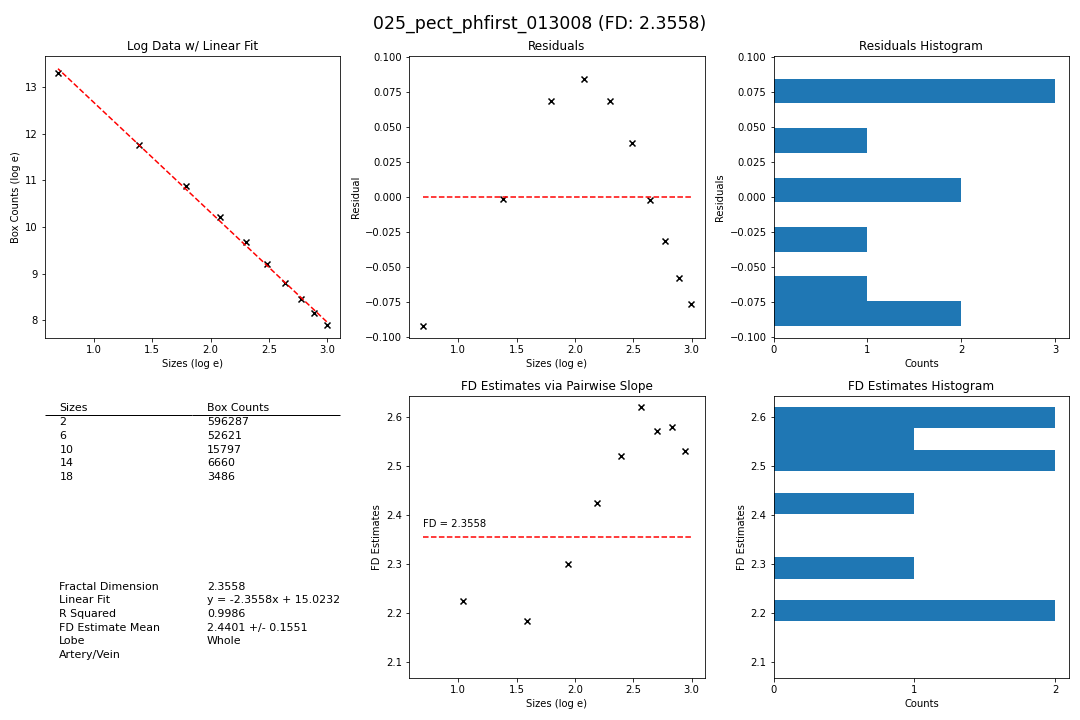 025_pect_phfirst_013008 (FD: 2.3558)
Log Data w/ Linear Fit
13
12
11
10
9
8
Box Counts (log e)
1.0 1.5 2.0 2.5 3.0
Sizes (log e)
Residuals
0.100
0.075
0.050
0.025
0.000
−0.025
−0.050
−0.075
−0.100
Residual
1.0 1.5 2.0 2.5 3.0
Sizes (log e)
Residuals Histogram
0.100
0.075
0.050
0.025
0.000
−0.025
−0.050
−0.075
−0.100
Residuals
0 1 2 3
Counts
Sizes Box Counts
2 596287
6 52621
10 15797
14 6660
18 3486
Fractal Dimension 2.3558
Linear Fit y = -2.3558x + 15.0232
R Squared 0.9986
FD Estimate Mean 2.4401 +/- 0.1551
Lobe Whole
Artery/Vein
FD Estimates via Pairwise Slope
2.6
2.5
2.4
2.3
2.2
2.1
FD Estimates
FD = 2.3558
1.0 1.5 2.0 2.5 3.0
Sizes (log e)
FD Estimates Histogram
2.6
2.5
2.4
2.3
2.2
2.1
FD Estimates
0 1 2
Counts